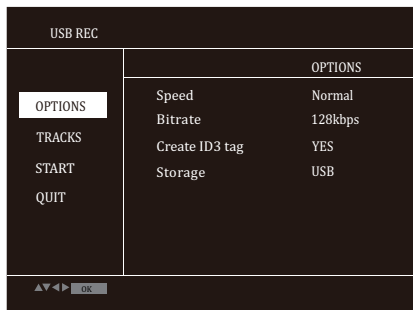 USB REC
OPTIONS
OPTIONS
Speed Normal
Bitrate 128kbps
Create ID3 tag YES
Storage USB
TRACKS
START
QUIT
▲▼◀▶ OK